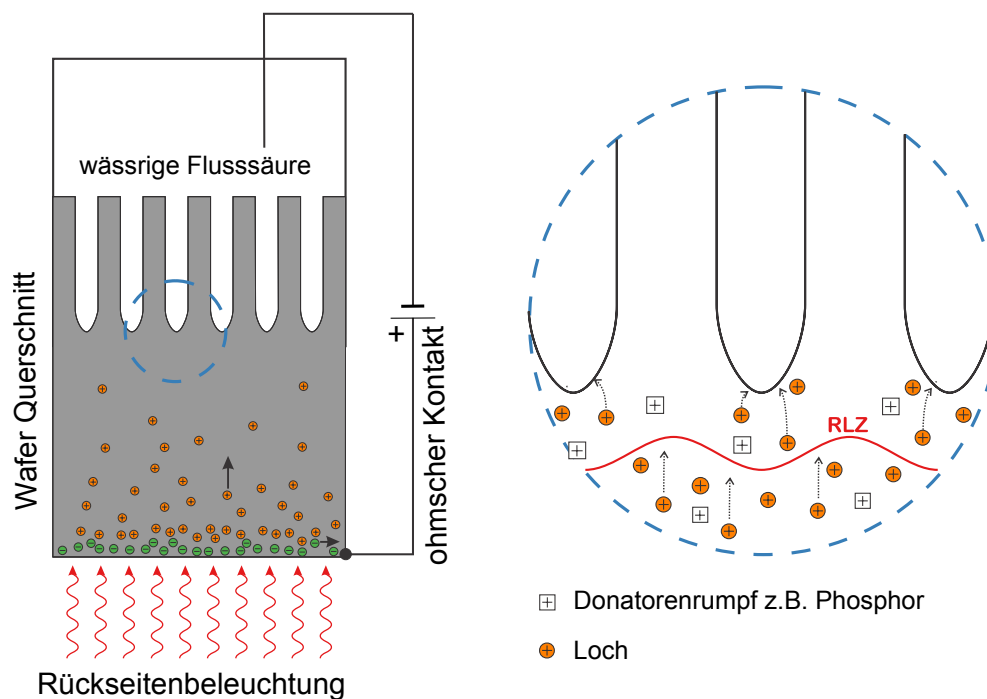 wässrige Flusssäure
Wafer Querschnitt
+
ohmscher Kontakt
Rückseitenbeleuchtung
RLZ
Donatorenrumpf z.B. Phosphor
Loch